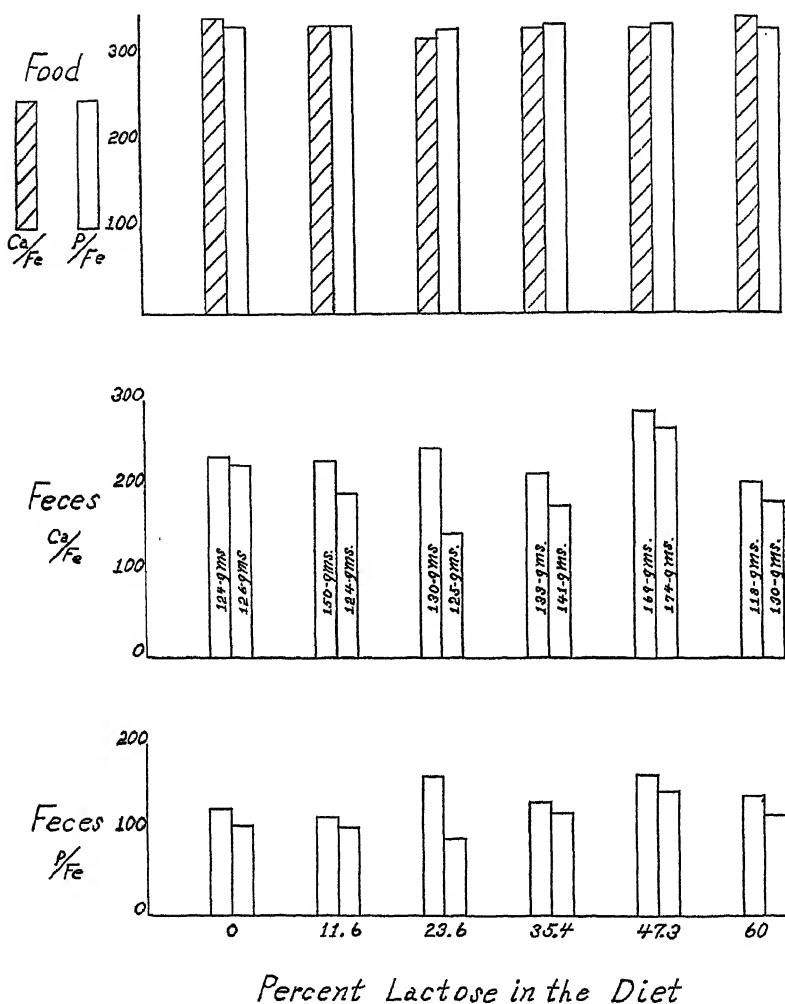 Food
300
200
100
Ca/Fe P/Fe
300
200
100
0
Feces
Ca/Fe
124-gms
126-gms.
150-gms.
124-gms.
130-gms
125-gms.
133-gms.
141-gms.
169-gms.
174-gms.
118-gms.
130-gms.
200
100
0
Feces
P/Fe
0 11.6 23.6 35.4 47.3 60
Percent Lactose in the Diet